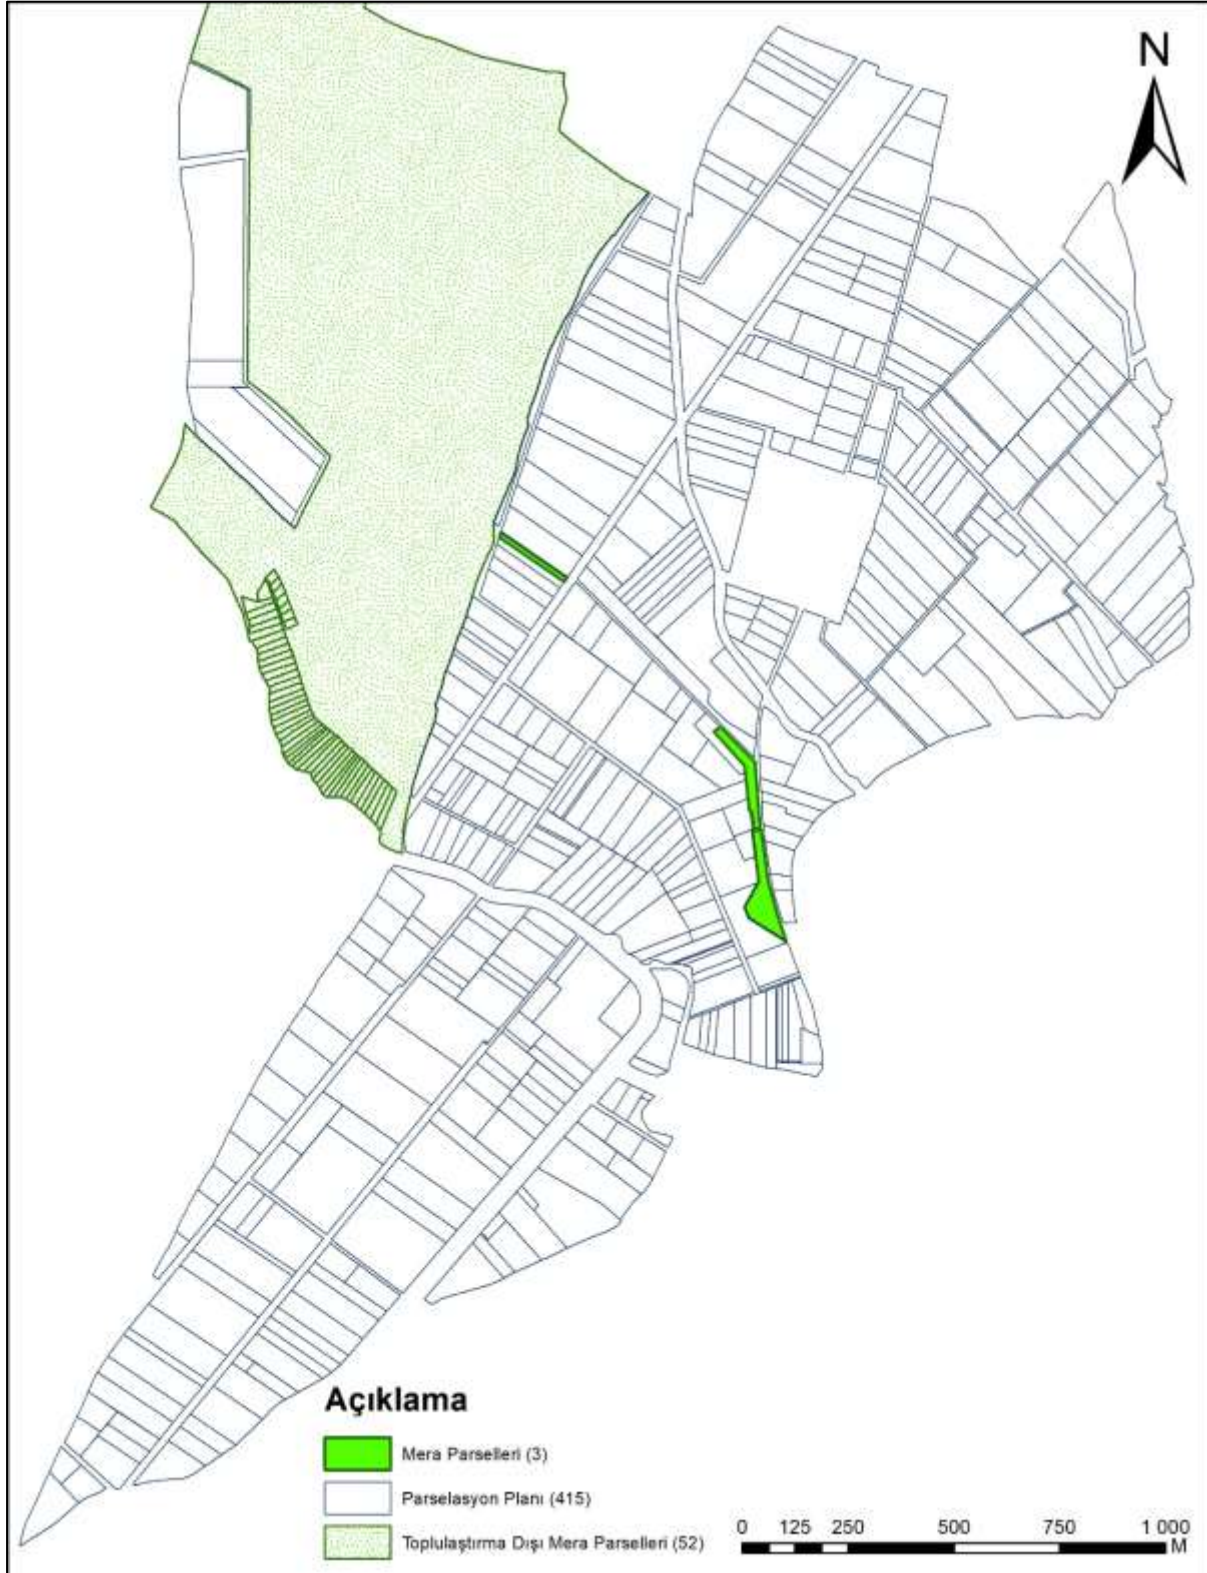 N
Açıklama
Mera Parselleri (3)
Parselasyon Planı (415)
Toplulaştırma Dışı Mera Parselleri (52)
0 125 250 500 750 1 000
M